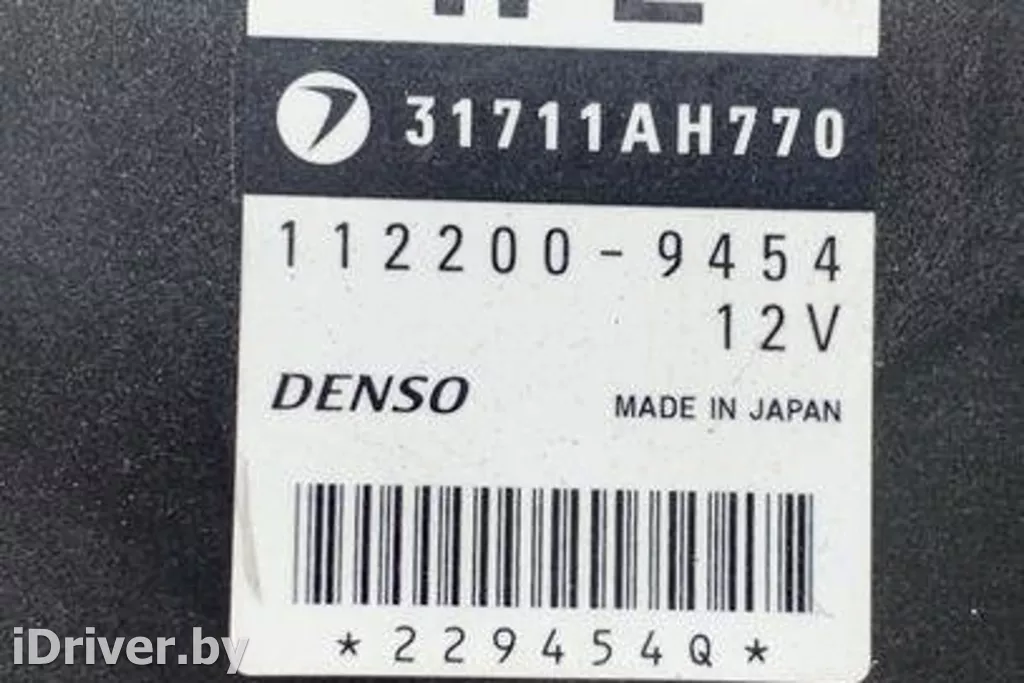 31711AH770
112200-9454
12V
DENSO
MADE IN JAPAN
*229454Q*
iDriver.by